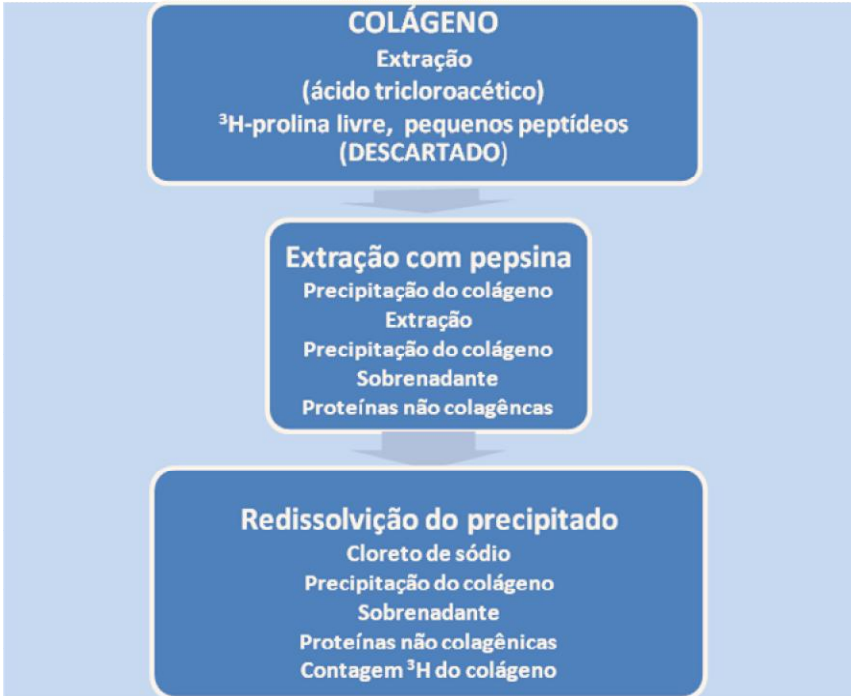 COLÁGENO
Extração
(ácido tricloroacético)
³H-prolina livre, pequenos peptídeos
(DESCARTADO)
Extração com pepsina
Precipitação do colágeno
Extração
Precipitação do colágeno
Sobrenadante
Proteínas não colagêncas
Redissolvição do precipitado
Cloreto de sódio
Precipitação do colágeno
Sobrenadante
Proteínas não colagênicas
Contagem ³H do colágeno